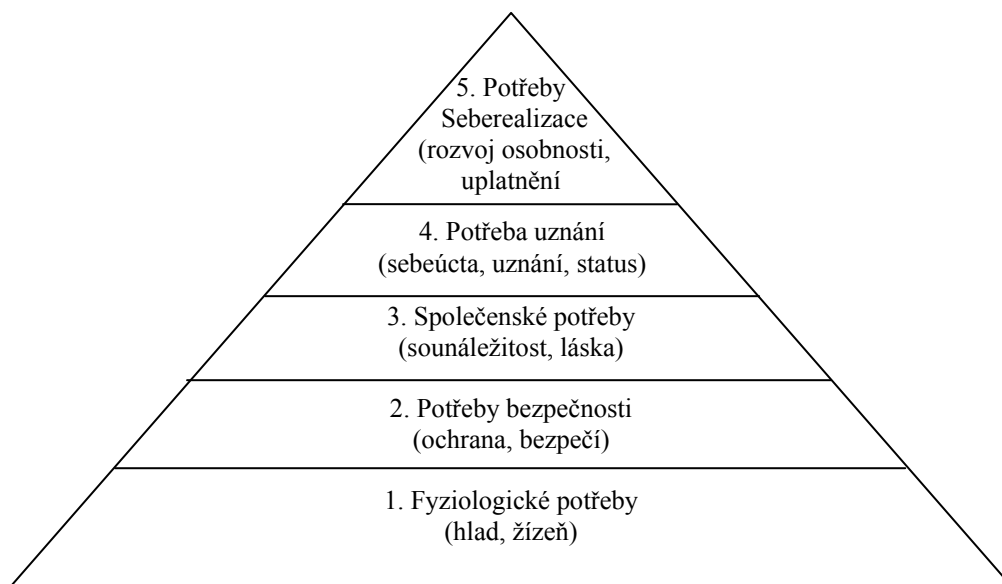 5. Potřeby
Seberealizace
(rozvoj osobnosti,
uplatnění
4. Potřeba uznání
(sebeúcta, uznání, status)
3. Společenské potřeby
(sounáležitost, láska)
2. Potřeby bezpečnosti
(ochrana, bezpečí)
1. Fyziologické potřeby
(hlad, žízeň)